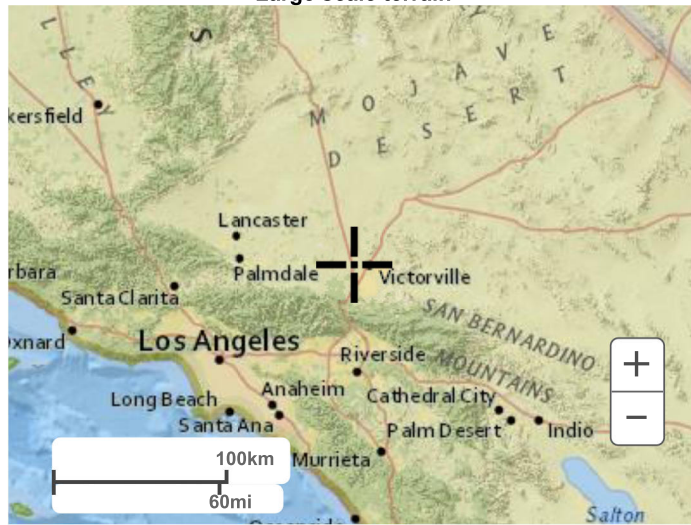 Large scale terrain
LLEY
S
MOJAVE
DESERT
kersfield
Lancaster
Palmdale
Victorville
rbara
Santa Clarita
SAN BERNARDINO
MOUNTAINS
xnard
Los Angeles
Riverside
+
Long Beach
Anaheim
Cathedral City
−
Santa Ana
Palm Desert
Indio
100km
Murrieta
60mi
Salton